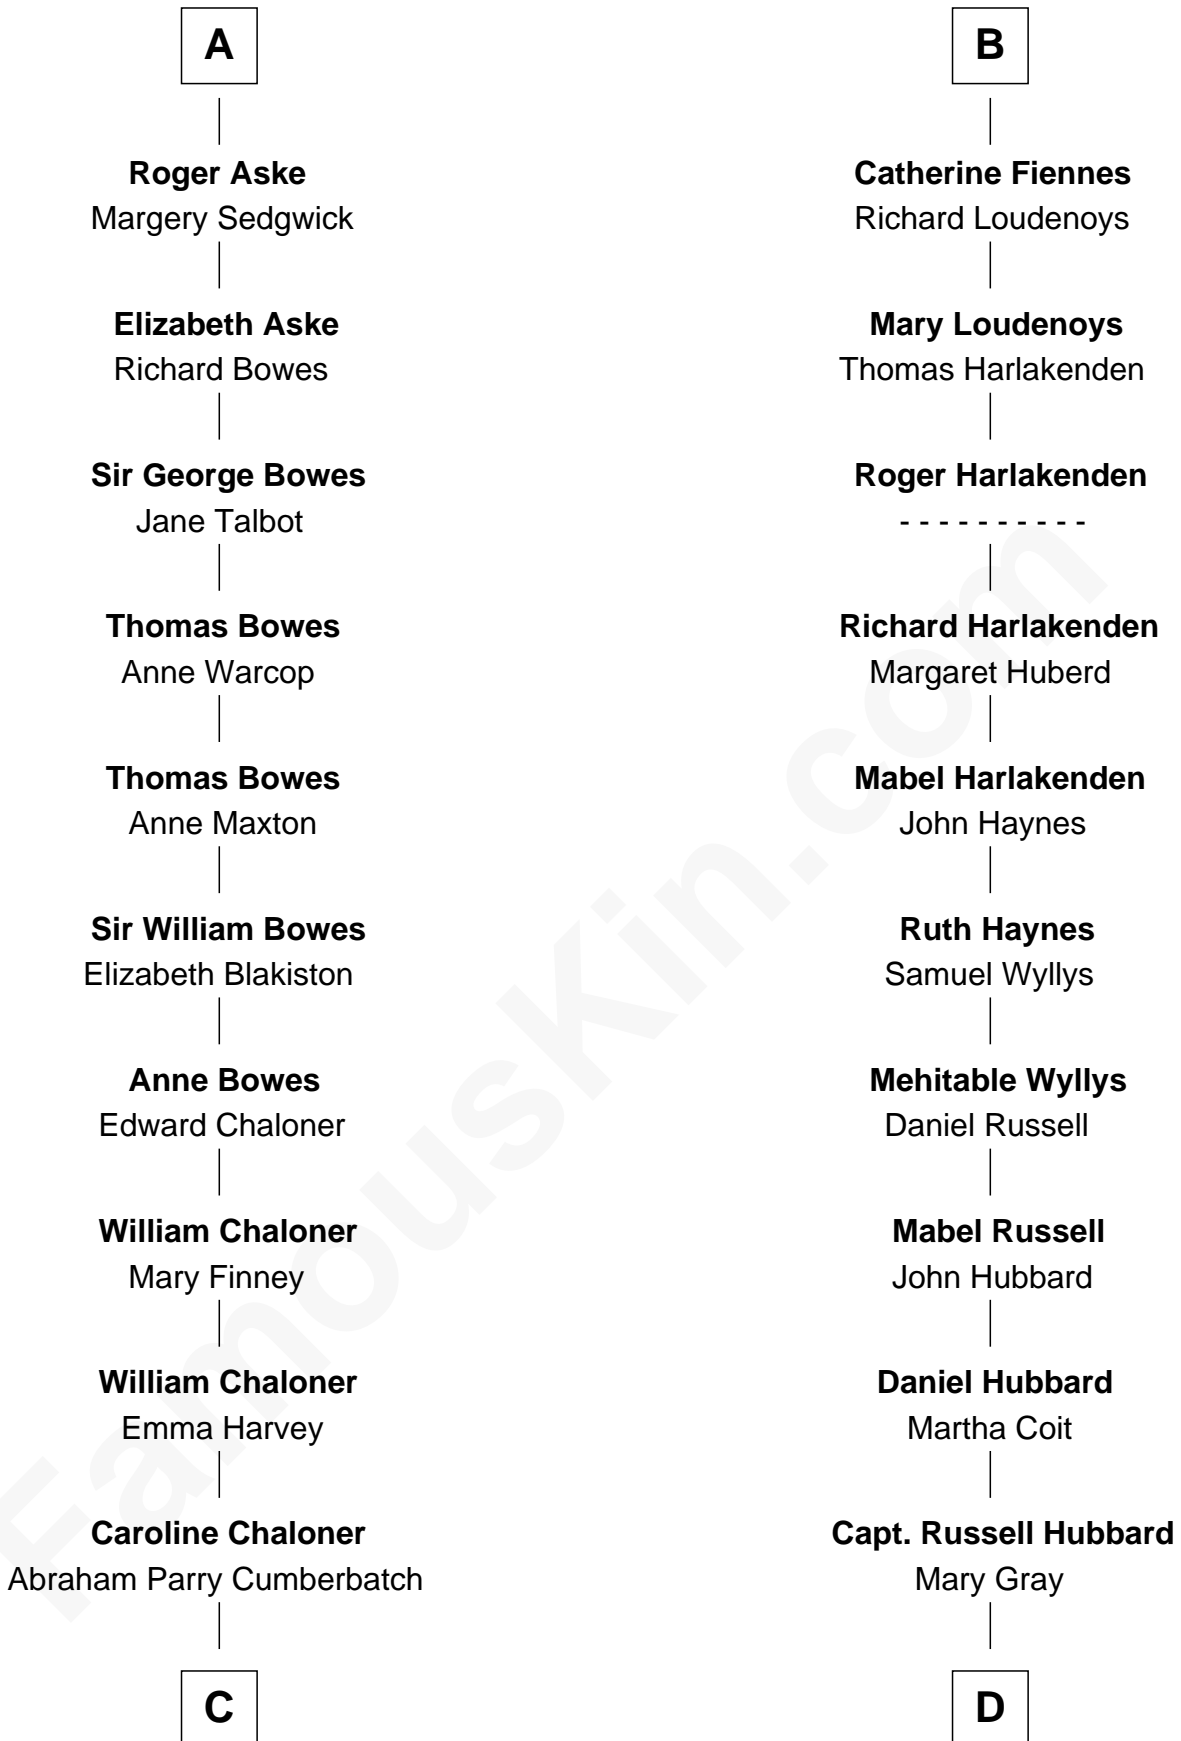 A
Roger Aske
Margery Sedgwick
Elizabeth Aske
Richard Bowes
Sir George Bowes
Jane Talbot
Thomas Bowes
Anne Warcop
Thomas Bowes
Anne Maxton
Sir William Bowes
Elizabeth Blakiston
Anne Bowes
Edward Chaloner
William Chaloner
Mary Finney
William Chaloner
Emma Harvey
Caroline Chaloner
Abraham Parry Cumberbatch
C
B
Catherine Fiennes
Richard Loudenoys
Mary Loudenoys
Thomas Harlakenden
Roger Harlakenden
- - - - - - - - - -
Richard Harlakenden
Margaret Huberd
Mabel Harlakenden
John Haynes
Ruth Haynes
Samuel Wyllys
Mehitable Wyllys
Daniel Russell
Mabel Russell
John Hubbard
Daniel Hubbard
Martha Coit
Capt. Russell Hubbard
Mary Gray
D
FamousKin.com